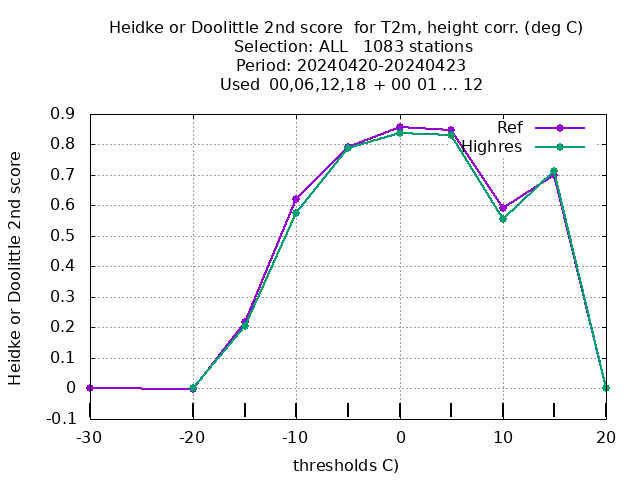 Heidke or Doolittle 2nd score  for T2m, height corr. (deg C)
Selection: ALL   1083 stations
Period: 20240420-20240423
Used  00,06,12,18  + 00 01 ... 12
Heidke or Doolittle 2nd score
0.9
0.8
0.7
0.6
0.5
0.4
0.3
0.2
0.1
0
-0.1
Ref
Highres
-30 -20 -10 0 10 20
thresholds C)